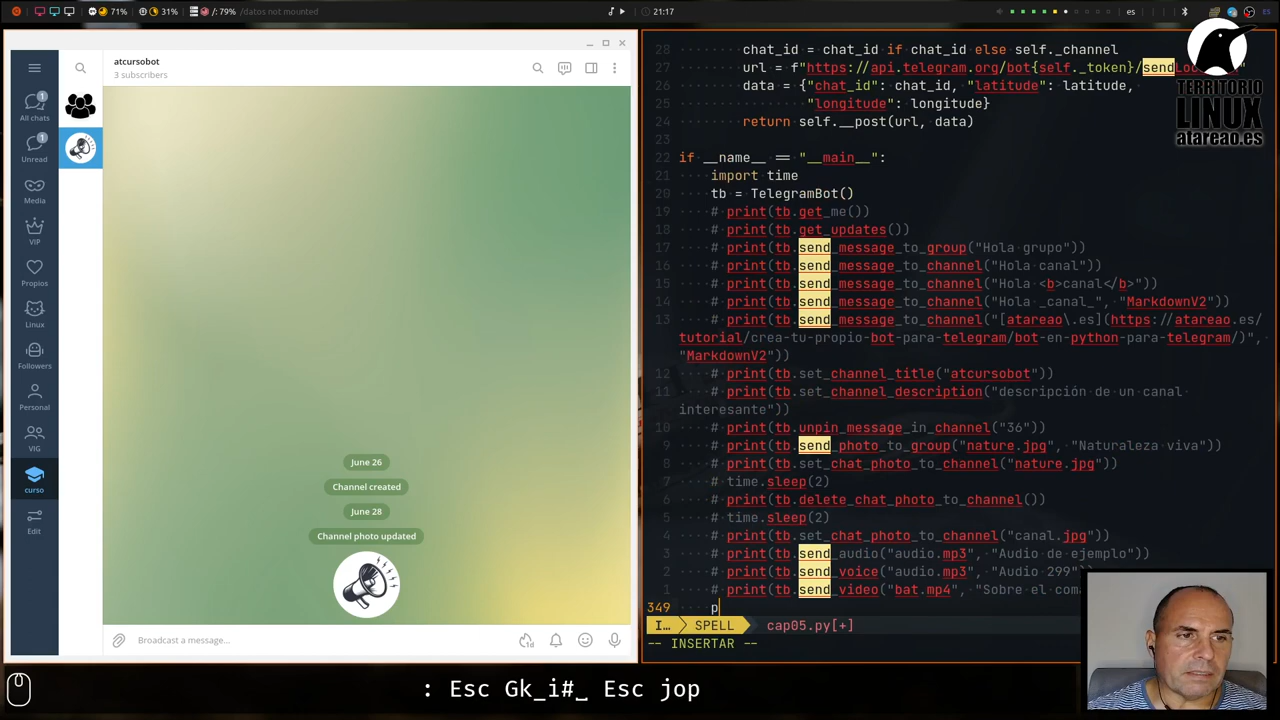 71%
31%
/: 79%
/datos not mounted
21:17
es
ES
atcursobot
3 subscribers
1
All chats
1
Unread
Media
VIP
Propios
Linux
Followers
Personal
VIG
curso
Edit
June 26
Channel created
June 28
Channel photo updated
Broadcast a message...
1d
28 chat_id = chat_id if chat_id else self._channel
27 url = f"https://api.telegram.org/bot{self._token}/
26 data = {"chat_id": chat_id, "latitude": latitude,
25 "longitude": longitude}
24 return self.__post(url, data)
23
22 if __name__ == "__main__":
21 import time
20 tb = TelegramBot()
19 # print(tb.get_me())
18 # print(tb.get_updates())
17 # print(tb.send_message_to_group("Hola grupo"))
16 # print(tb.send_message_to_channel("Hola canal"))
15 # print(tb.send_message_to_channel("Hola <b>canal</b>"))
14 # print(tb.send_message_to_channel("Hola _canal_", "MarkdownV2"))
13 # print(tb.send_message_to_channel("[atareao\.es](https://atareao.es/
tutorial/crea-tu-propio-bot-para-telegram/bot-en-python-para-telegram/)",
"MarkdownV2"))
12 # print(tb.set_channel_title("atcursobot"))
11 # print(tb.set_channel_description("descripción de un canal
interesante"))
10 # print(tb.unpin_message_in_channel("36"))
9 # print(tb.send_photo_to_group("nature.jpg", "Naturaleza viva"))
8 # print(tb.set_chat_photo_to_channel("nature.jpg"))
7 # time.sleep(2)
6 # print(tb.delete_chat_photo_to_channel())
5 # time.sleep(2)
4 # print(tb.set_chat_photo_to_channel("canal.jpg"))
3 # print(tb.send_audio("audio.mp3", "Audio de ejemplo"))
2 # print(tb.send_voice("audio.mp3", "Audio 299"))
1 # print(tb.send_video("bat.mp4", "Sobre el
349 p
I… SPELL cap05.py[+]
-- INSERTAR --
TERRITORIO
LINUX
atareao.es
: Esc Gk_i#␣ Esc jop